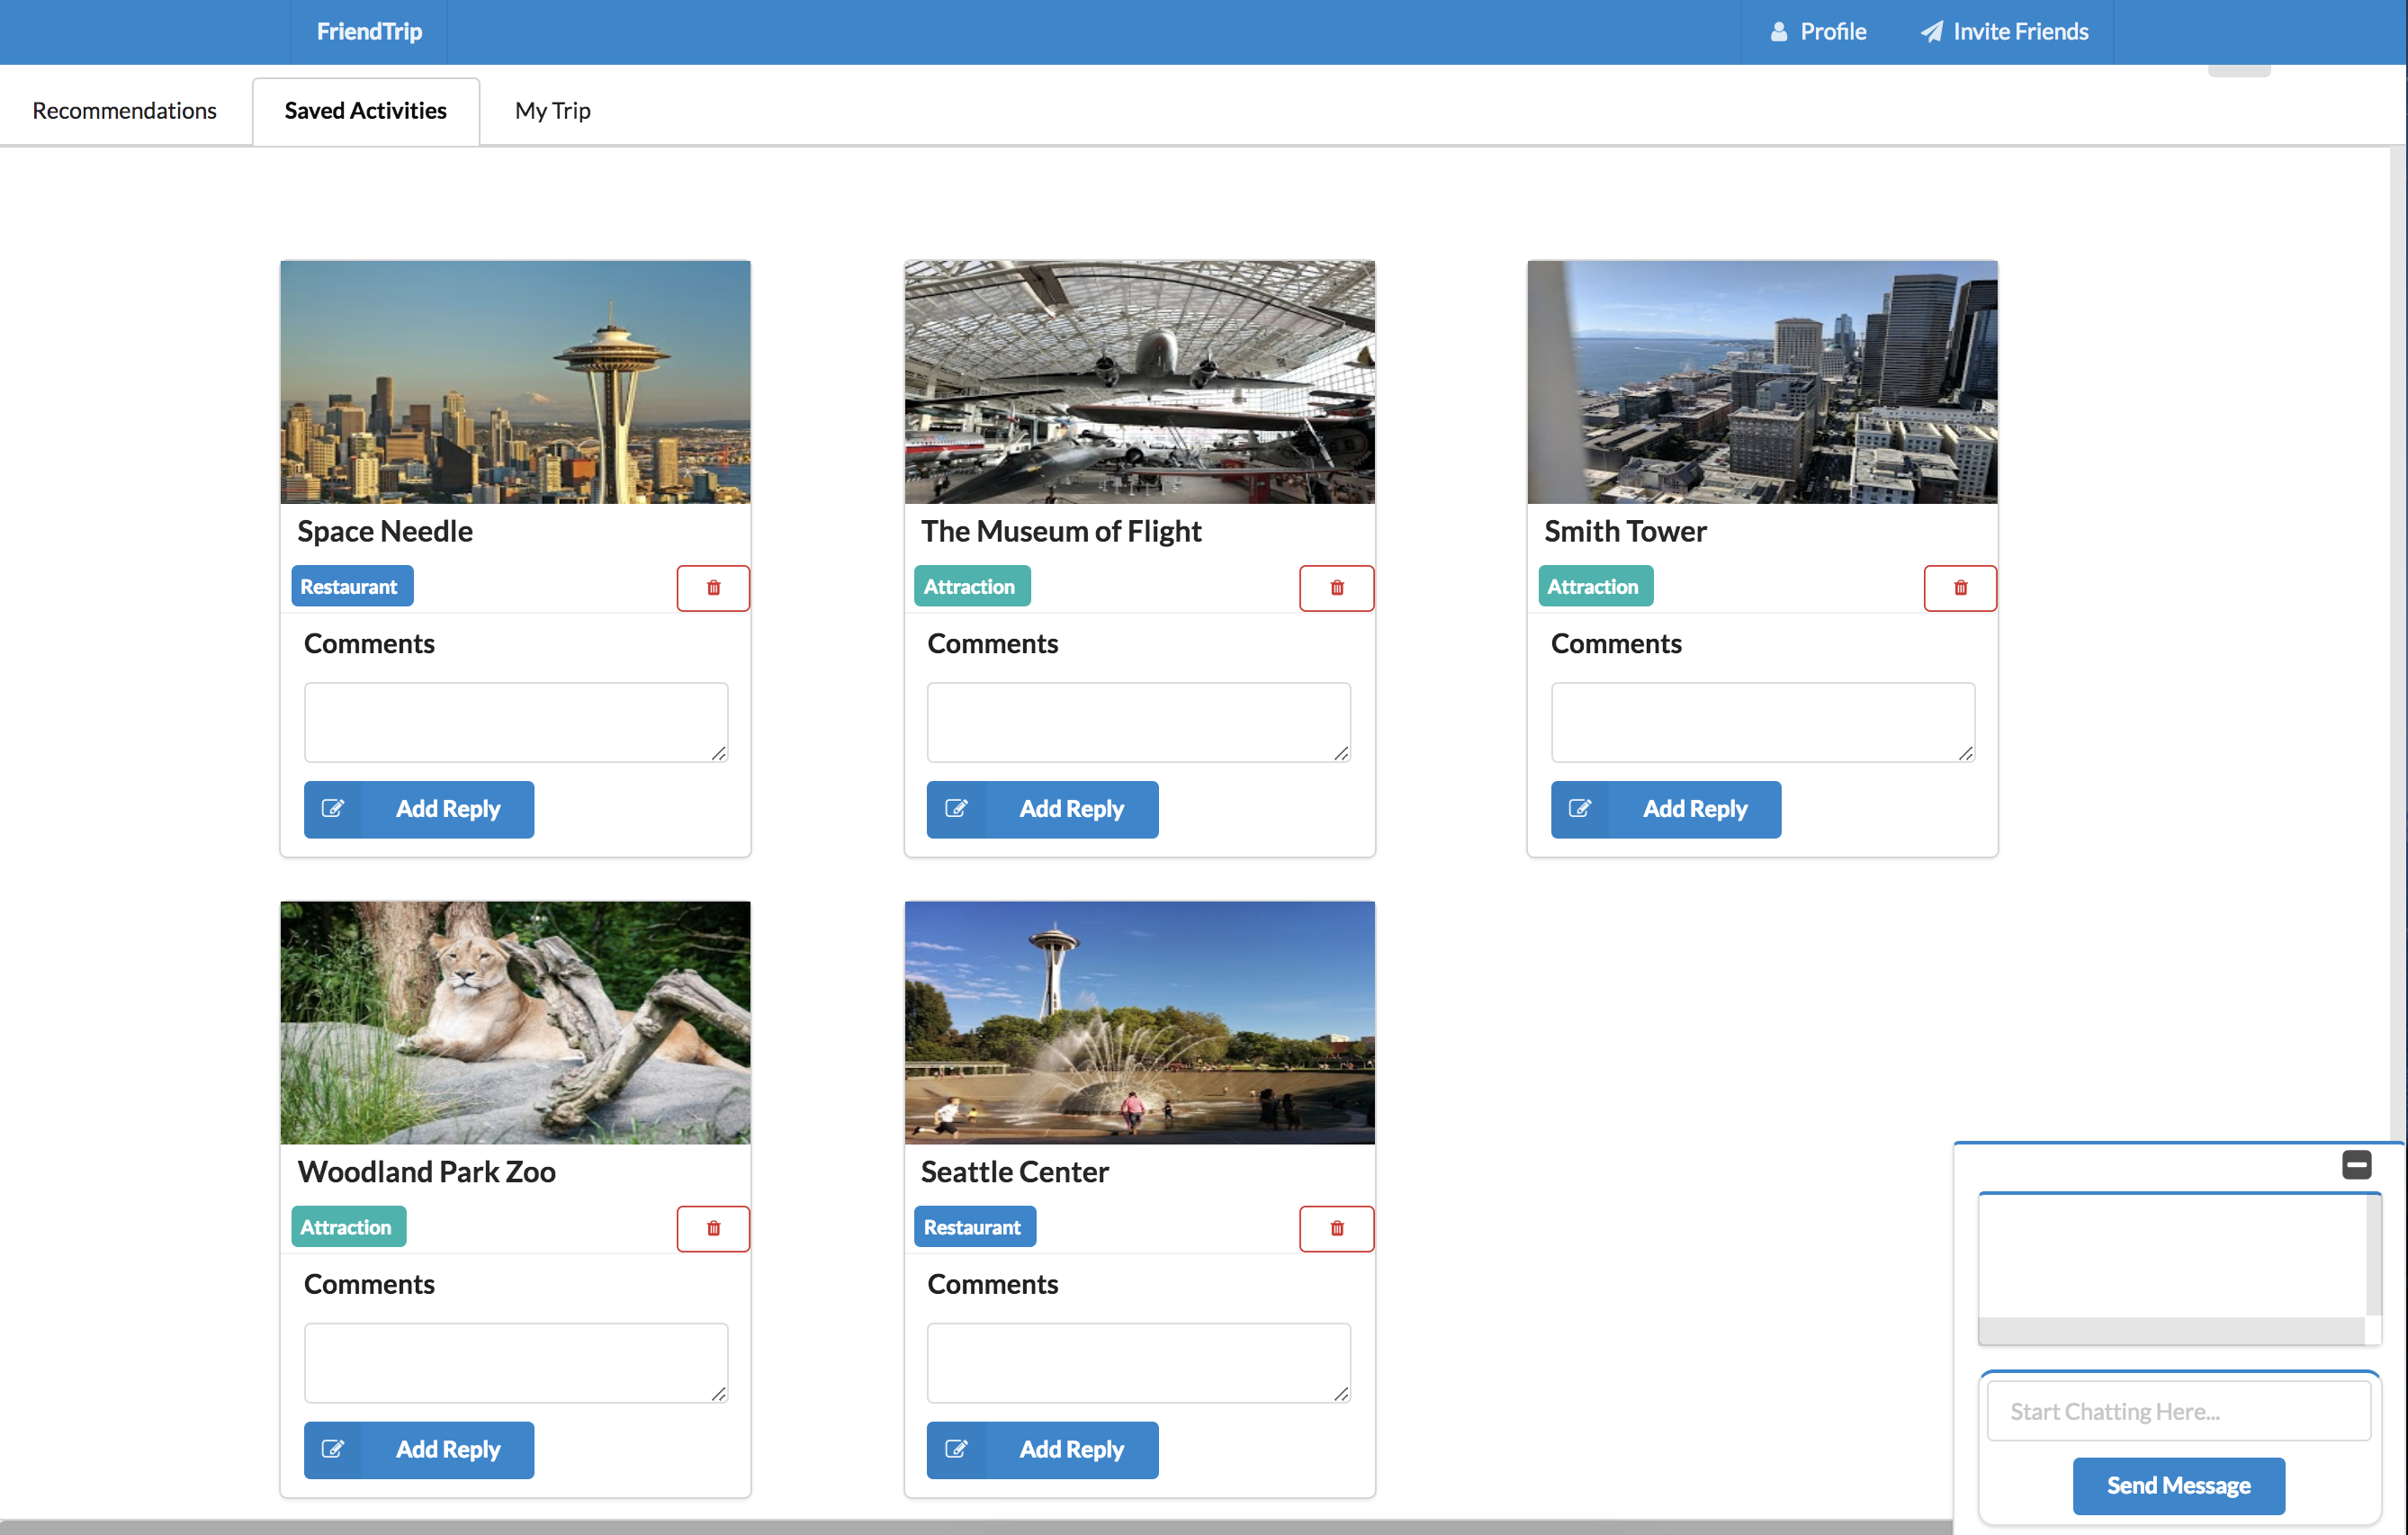 FriendTrip
Profile
Invite Friends
Recommendations
Saved Activities
My Trip
Space Needle
Restaurant
Comments
Add Reply
The Museum of Flight
Attraction
Comments
Add Reply
Smith Tower
Attraction
Comments
Add Reply
Woodland Park Zoo
Attraction
Comments
Add Reply
Seattle Center
Restaurant
Comments
Add Reply
Start Chatting Here...
Send Message